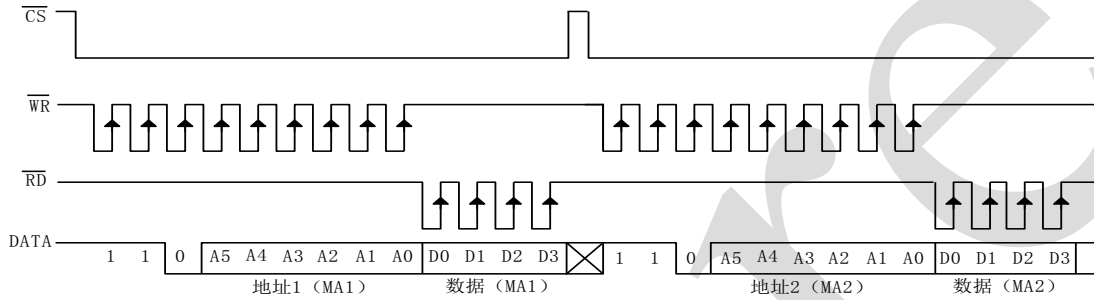 CS
WR
RD
DATA 1 1 0 A5 A4 A3 A2 A1 A0 D0 D1 D2 D3 1 1 0 A5 A4 A3 A2 A1 A0 D0 D1 D2 D3
地址1（MA1） 数据（MA1） 地址2（MA2） 数据（MA2）